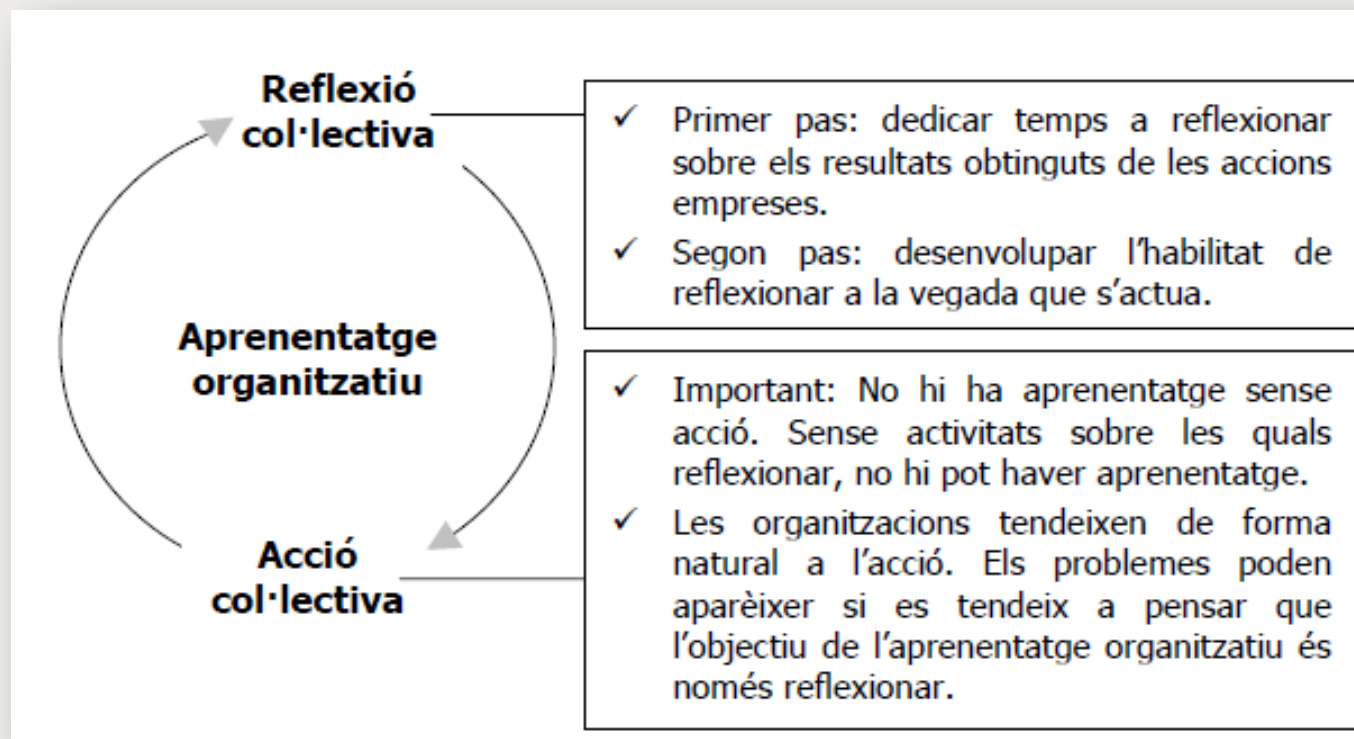 Reflexió
col·lectiva
✓ Primer pas: dedicar temps a reflexionar
sobre els resultats obtinguts de les accions
empreses.
✓ Segon pas: desenvolupar l'habilitat de
reflexionar a la vegada que s'actua.
Aprenentatge
organitzatiu
✓ Important: No hi ha aprenentatge sense
acció. Sense activitats sobre les quals
reflexionar, no hi pot haver aprenentatge.
✓ Les organitzacions tendeixen de forma
natural a l'acció. Els problemes poden
aparèixer si es tendeix a pensar que
l'objectiu de l'aprenentatge organitzatiu és
només reflexionar.
Acció
col·lectiva